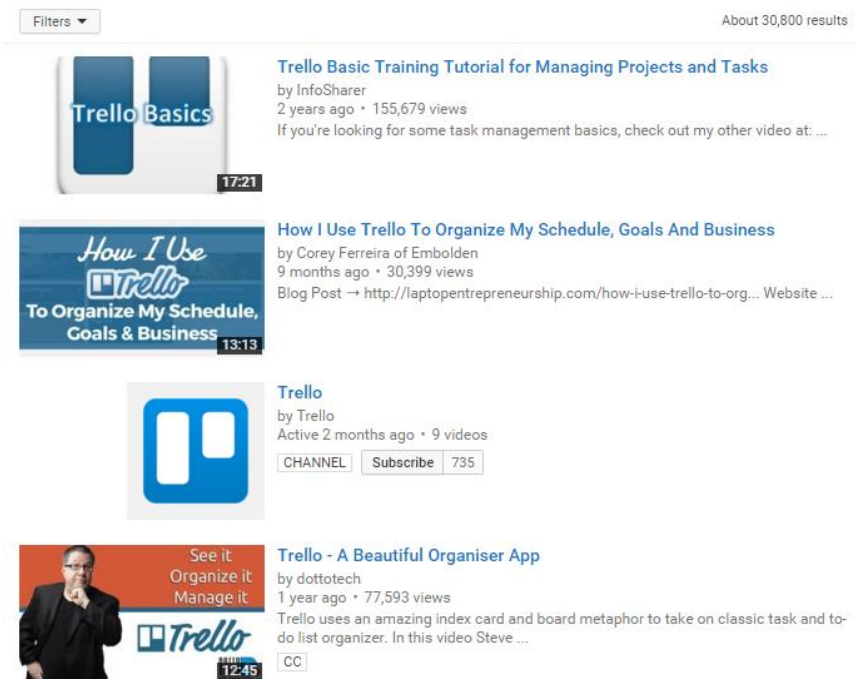 Filters ▼
About 30,800 results
Trello Basics
17:21
Trello Basic Training Tutorial for Managing Projects and Tasks
by InfoSharer
2 years ago • 155,679 views
If you're looking for some task management basics, check out my other video at: ...
How I Use
Trello
To Organize My Schedule,
Goals & Business
13:13
How I Use Trello To Organize My Schedule, Goals And Business
by Corey Ferreira of Embolden
9 months ago • 30,399 views
Blog Post → http://laptopentrepreneurship.com/how-i-use-trello-to-org... Website ...
Trello
by Trello
Active 2 months ago • 9 videos
CHANNEL Subscribe 735
See it
Organize it
Manage it
Trello
12:45
Trello - A Beautiful Organiser App
by dottotech
1 year ago • 77,593 views
Trello uses an amazing index card and board metaphor to take on classic task and to-
do list organizer. In this video Steve ...
CC